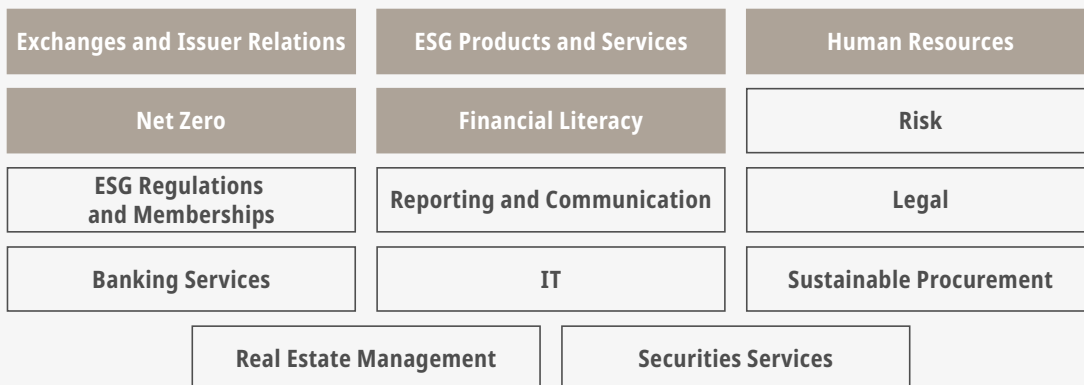 Exchanges and Issuer Relations
ESG Products and Services
Human Resources
Net Zero
Financial Literacy
Risk
ESG Regulations
and Memberships
Reporting and Communication
Legal
Banking Services
IT
Sustainable Procurement
Real Estate Management
Securities Services